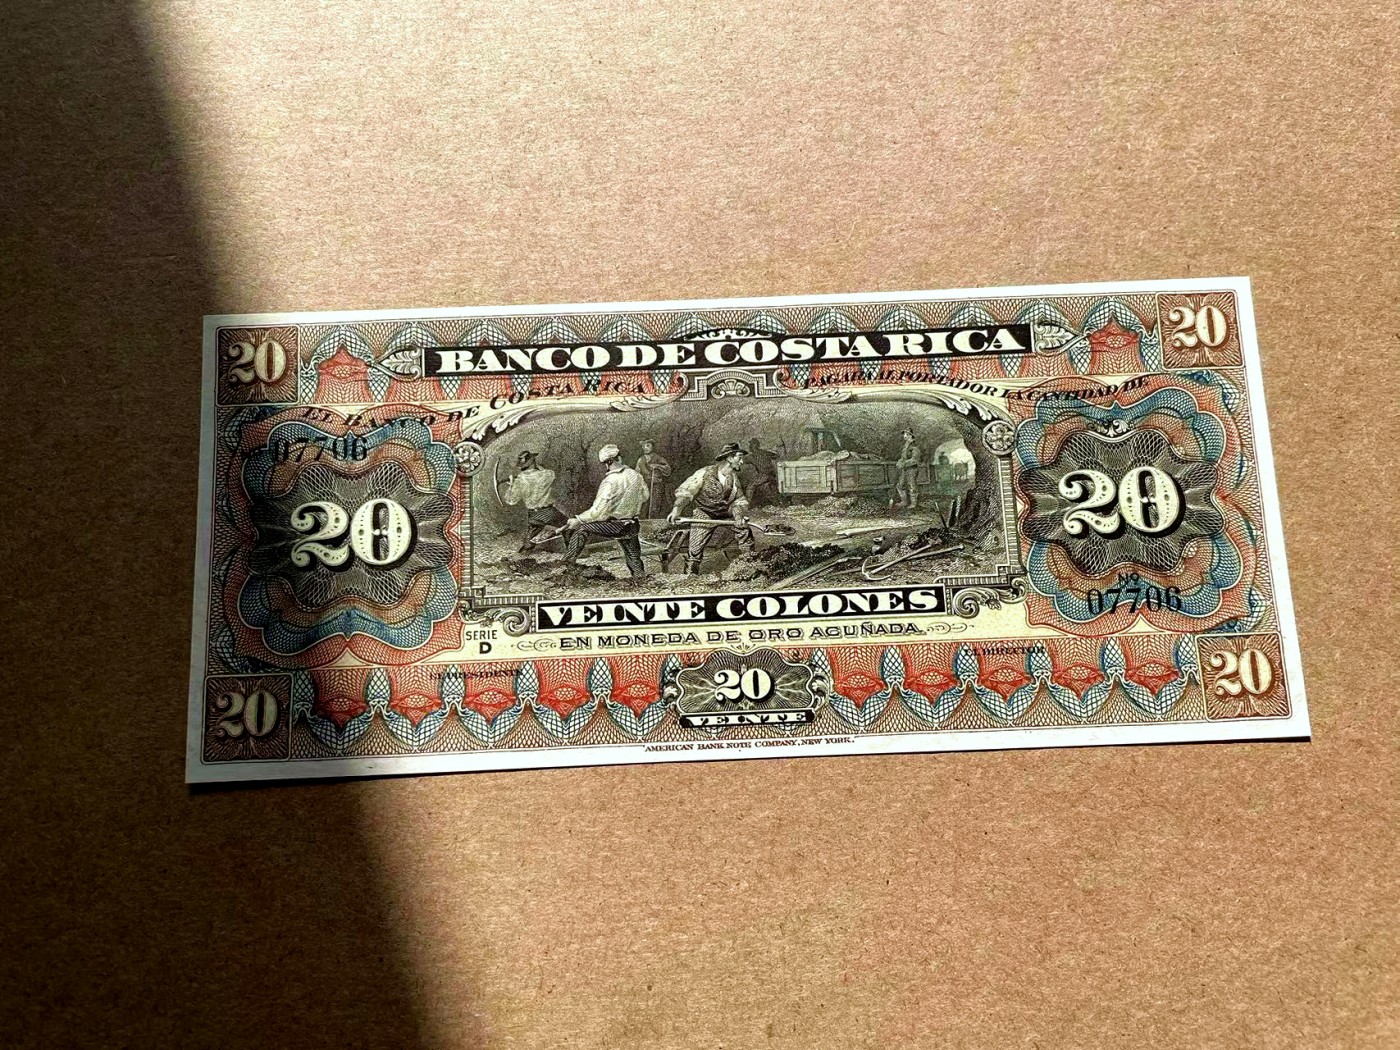 20
BANCO DE COSTA RICA
20
EL BANCO DE COSTA RICA
PAGARÁ AL PORTADOR LA CANTIDAD DE
07706
20
20
Nº
07706
VEINTE COLONES
SERIE
D
EN MONEDA DE ORO ACUÑADA.
EL PRESIDENTE
EL DIRECTOR
20
20
VEINTE
20
AMERICAN BANK NOTE COMPANY, NEW YORK.